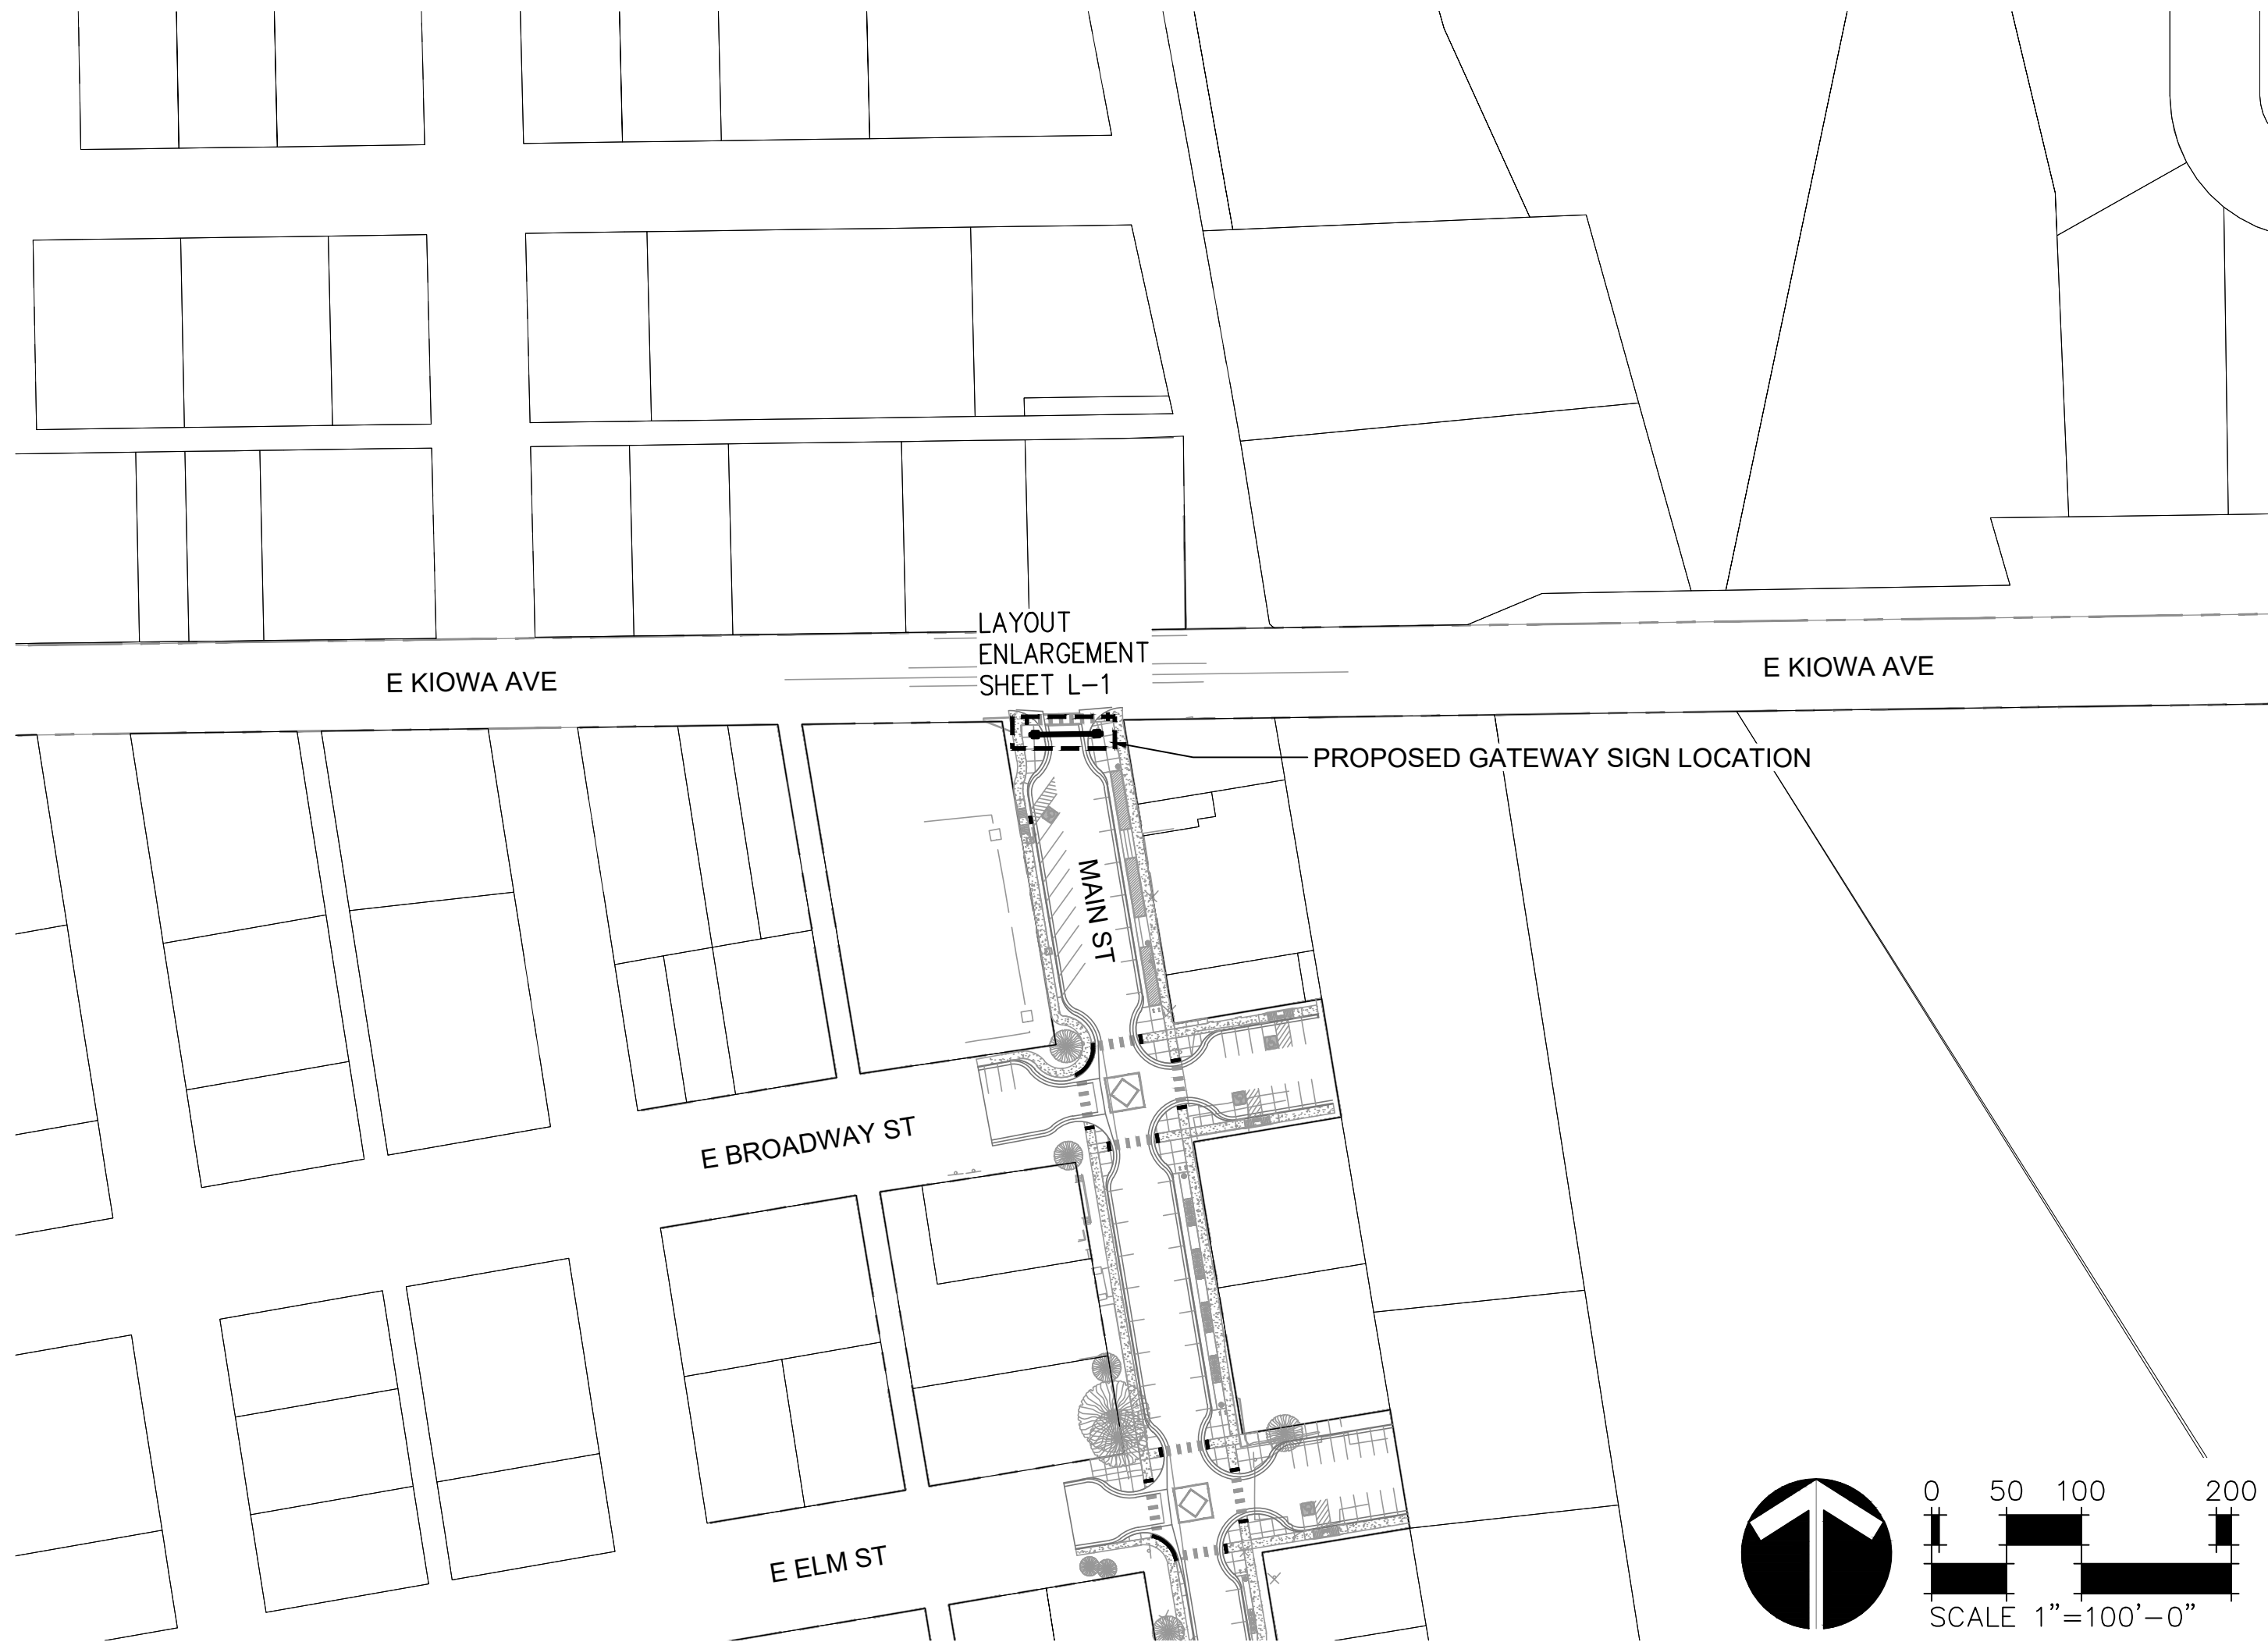 LAYOUT
ENLARGEMENT
SHEET L-1
E KIOWA AVE
E KIOWA AVE
PROPOSED GATEWAY SIGN LOCATION
MAIN ST
E BROADWAY ST
E ELM ST
0 50 100 200
SCALE 1"=100'-0"